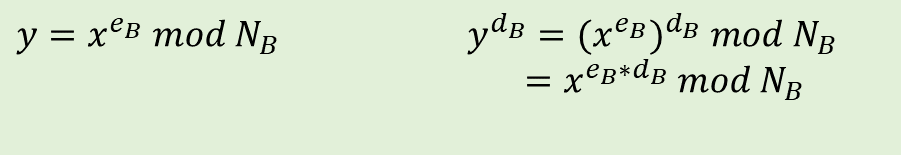 y = x^{e_B} mod N_B
y^{d_B} = (x^{e_B})^{d_B} mod N_B
= x^{e_B*d_B} mod N_B